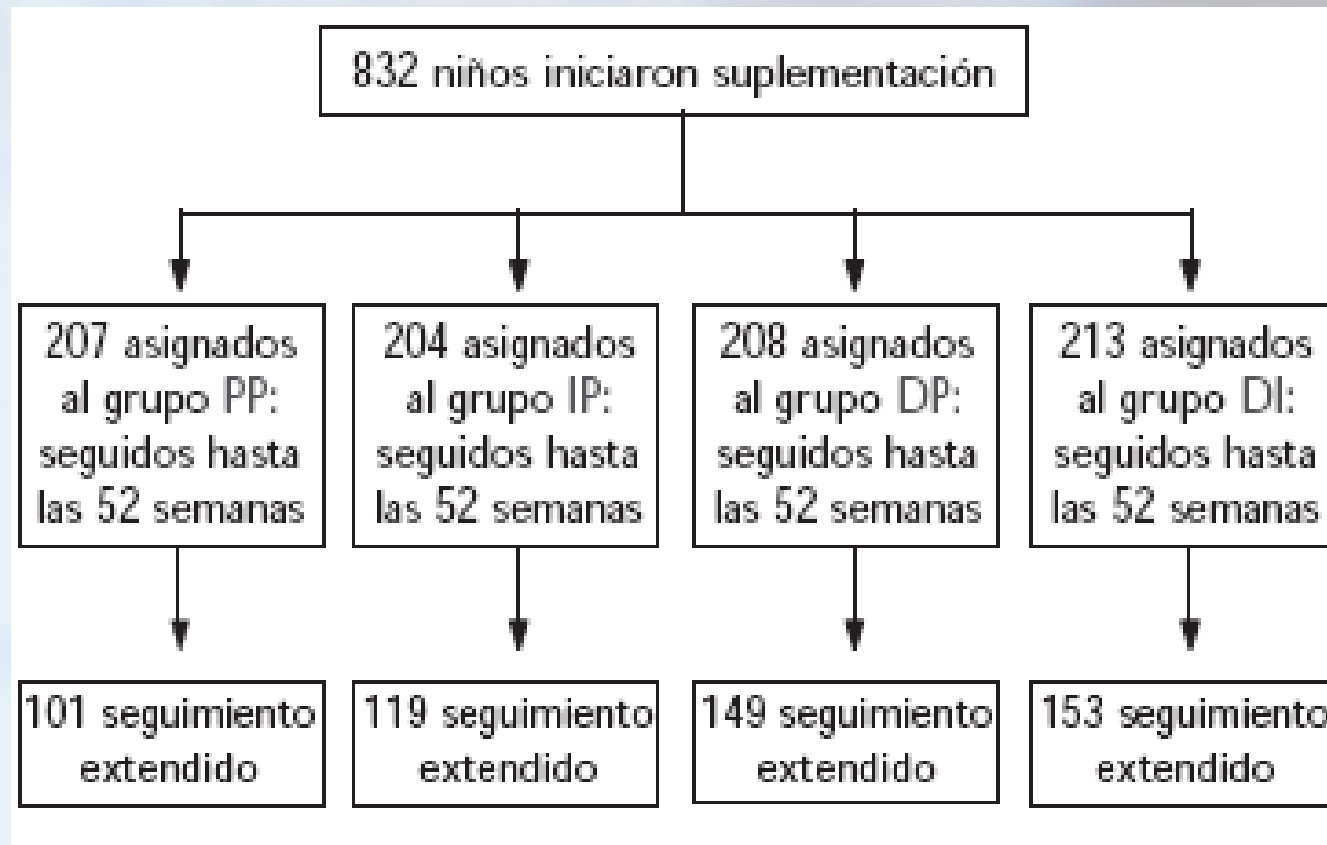 832 niños iniciaron suplementación
207 asignados
al grupo PP:
seguidos hasta
las 52 semanas
204 asignados
al grupo IP:
seguidos hasta
las 52 semanas
208 asignados
al grupo DP:
seguidos hasta
las 52 semanas
213 asignados
al grupo DI:
seguidos hasta
las 52 semanas
101 seguimiento
extendido
119 seguimiento
extendido
149 seguimiento
extendido
153 seguimiento
extendido